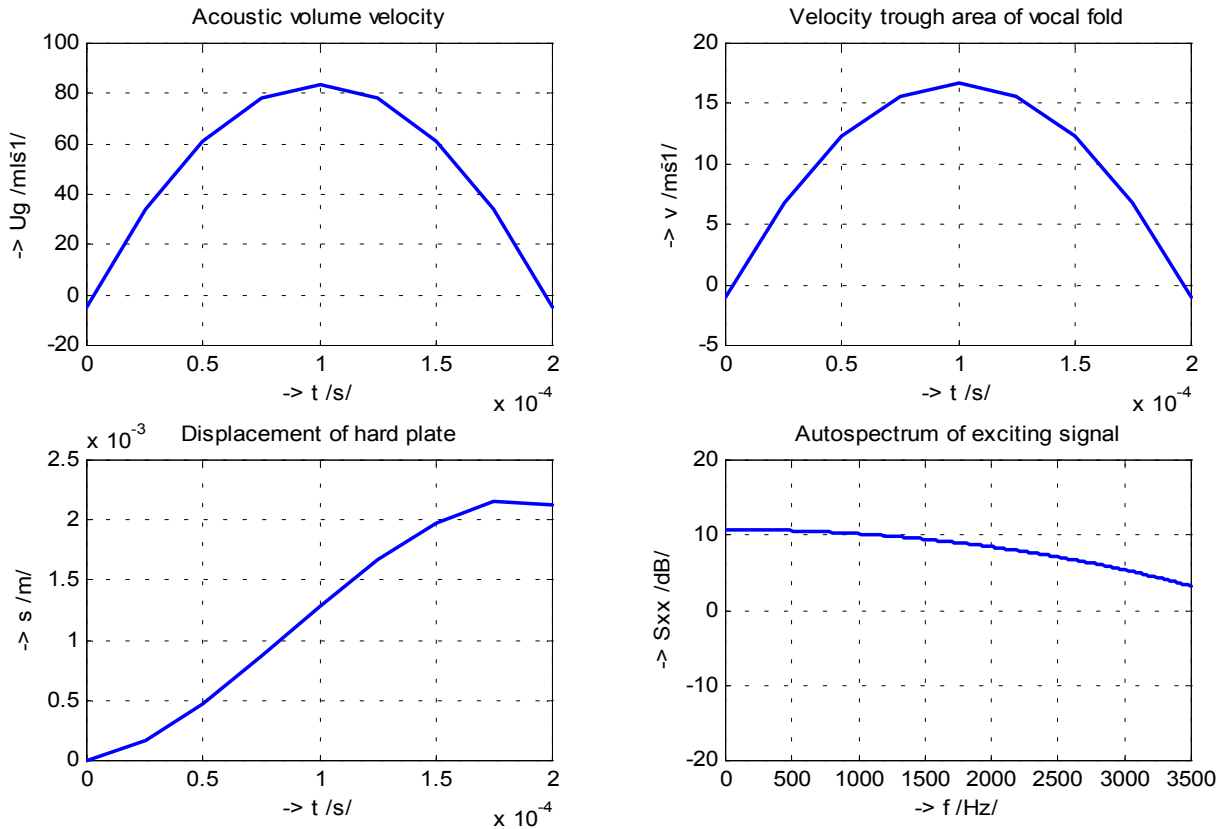 Acoustic volume velocity
100
80
60
40
20
0
-20
-> Ug /mls̄1/
0 0.5 1 1.5 2
-> t /s/
x 10-4
Velocity trough area of vocal fold
20
15
10
5
0
-5
-> v /ms̄1/
0 0.5 1 1.5 2
-> t /s/
x 10-4
x 10-3
Displacement of hard plate
2.5
2
1.5
1
0.5
0
-> s /m/
0 0.5 1 1.5 2
-> t /s/
x 10-4
Autospectrum of exciting signal
20
10
0
-10
-20
-> Sxx /dB/
0 500 1000 1500 2000 2500 3000 3500
-> f /Hz/